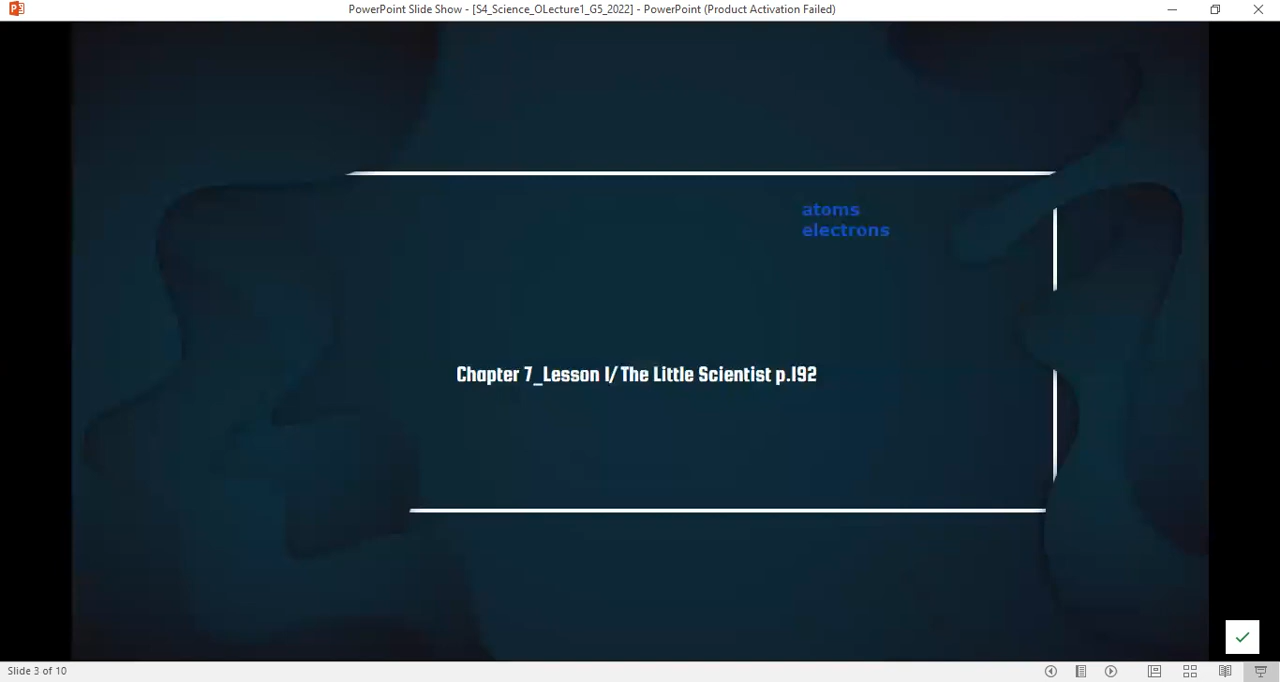 PowerPoint Slide Show - [S4_Science_OLecture1_G5_2022] - PowerPoint (Product Activation Failed)
atoms
electrons
Chapter 7_Lesson 1/ The Little Scientist p.192
Slide 3 of 10